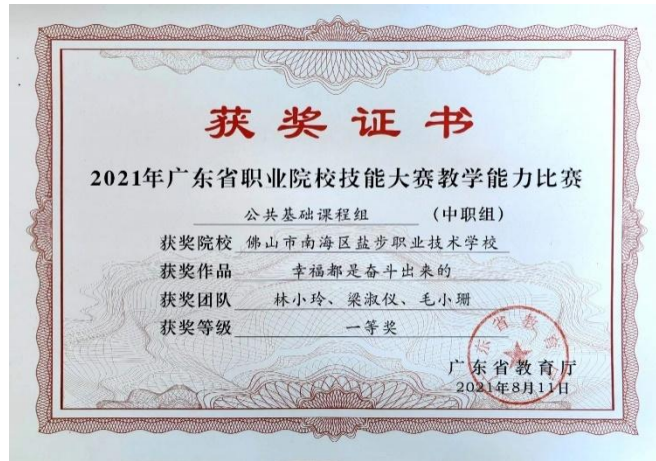 获奖证书
2021年广东省职业院校技能大赛教学能力比赛
公共基础课程组 (中职组)
获奖院校 佛山市南海区盐步职业技术学校
获奖作品 幸福都是奋斗出来的
获奖团队 林小玲、梁淑仪、毛小珊
获奖等级 一等奖
广东省教育厅
2021年8月11日